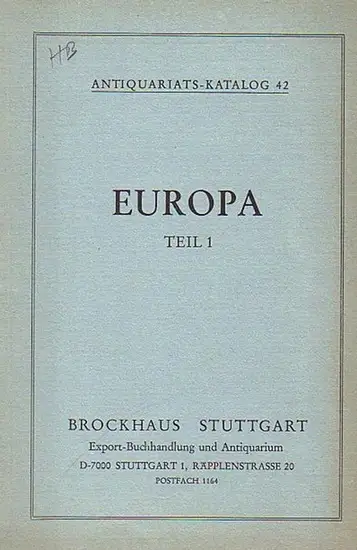 HB
ANTIQUARIATS-KATALOG 42
EUROPA
TEIL 1
BROCKHAUS STUTTGART
Export-Buchhandlung und Antiquarium
D-7000 STUTTGART 1, RÄPPLENSTRASSE 20
POSTFACH 1164